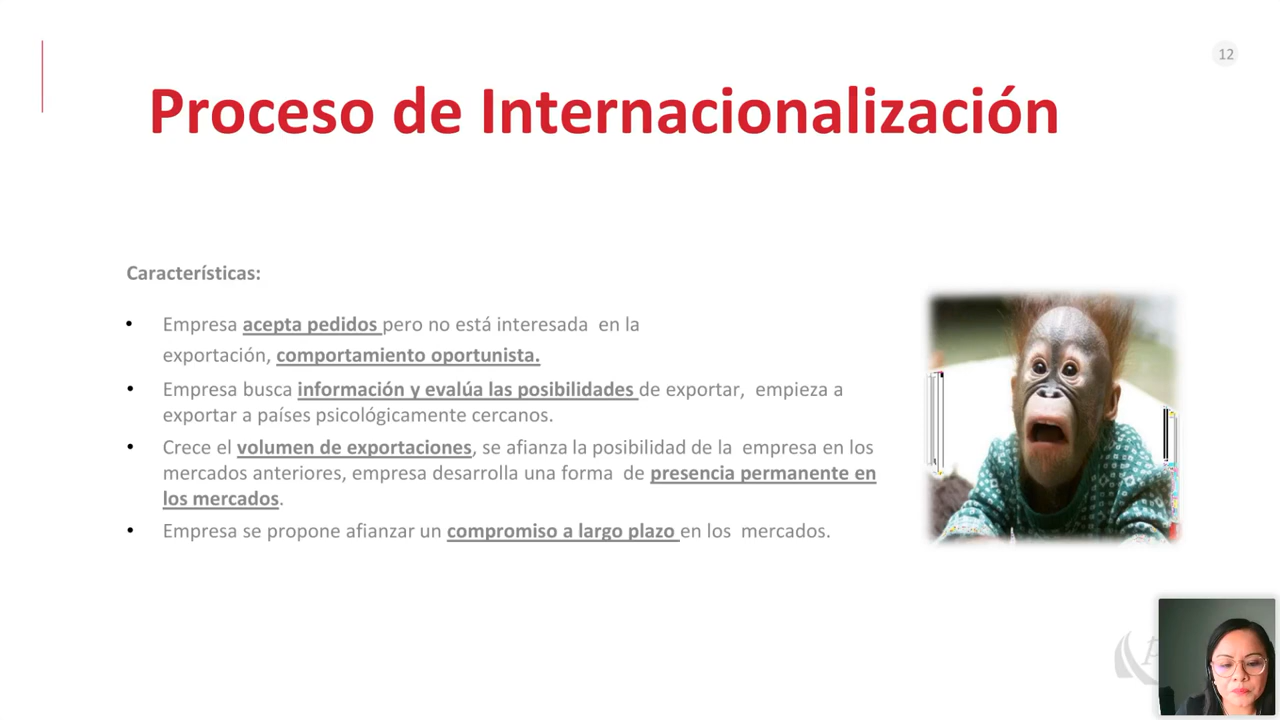 12
Proceso de Internacionalización
Características:
• Empresa acepta pedidos pero no está interesada en la
exportación, comportamiento oportunista.
• Empresa busca información y evalúa las posibilidades de exportar, empieza a
exportar a países psicológicamente cercanos.
• Crece el volumen de exportaciones, se afianza la posibilidad de la empresa en los
mercados anteriores, empresa desarrolla una forma de presencia permanente en
los mercados.
• Empresa se propone afianzar un compromiso a largo plazo en los mercados.